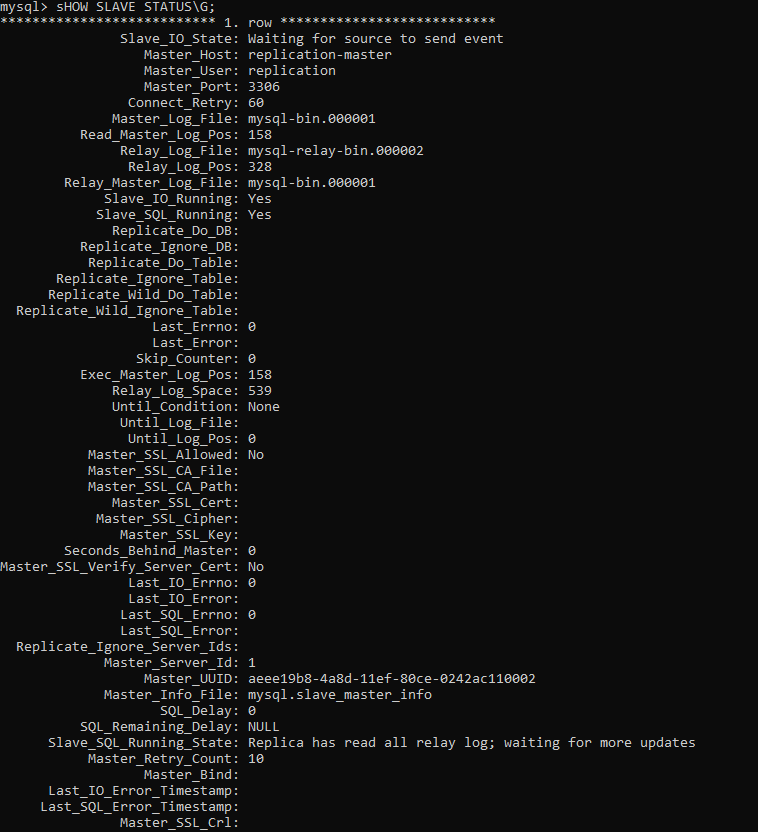 mysql> sHOW SLAVE STATUS\G;
*************************** 1. row ***************************
Slave_IO_State: Waiting for source to send event
Master_Host: replication-master
Master_User: replication
Master_Port: 3306
Connect_Retry: 60
Master_Log_File: mysql-bin.000001
Read_Master_Log_Pos: 158
Relay_Log_File: mysql-relay-bin.000002
Relay_Log_Pos: 328
Relay_Master_Log_File: mysql-bin.000001
Slave_IO_Running: Yes
Slave_SQL_Running: Yes
Replicate_Do_DB:
Replicate_Ignore_DB:
Replicate_Do_Table:
Replicate_Ignore_Table:
Replicate_Wild_Do_Table:
Replicate_Wild_Ignore_Table:
Last_Errno: 0
Last_Error:
Skip_Counter: 0
Exec_Master_Log_Pos: 158
Relay_Log_Space: 539
Until_Condition: None
Until_Log_File:
Until_Log_Pos: 0
Master_SSL_Allowed: No
Master_SSL_CA_File:
Master_SSL_CA_Path:
Master_SSL_Cert:
Master_SSL_Cipher:
Master_SSL_Key:
Seconds_Behind_Master: 0
Master_SSL_Verify_Server_Cert: No
Last_IO_Errno: 0
Last_IO_Error:
Last_SQL_Errno: 0
Last_SQL_Error:
Replicate_Ignore_Server_Ids:
Master_Server_Id: 1
Master_UUID: aeee19b8-4a8d-11ef-80ce-0242ac110002
Master_Info_File: mysql.slave_master_info
SQL_Delay: 0
SQL_Remaining_Delay: NULL
Slave_SQL_Running_State: Replica has read all relay log; waiting for more updates
Master_Retry_Count: 10
Master_Bind:
Last_IO_Error_Timestamp:
Last_SQL_Error_Timestamp:
Master_SSL_Crl: